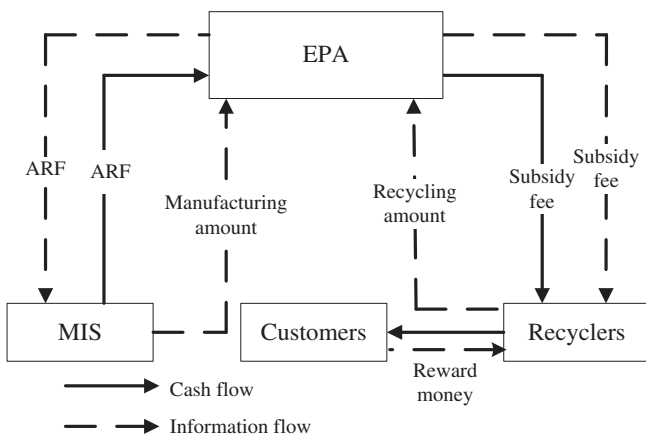 EPA
ARF
ARF
Manufacturing
amount
Recycling
amount
Subsidy
fee
Subsidy
fee
MIS
Customers
Recyclers
Reward
money
Cash flow
Information flow